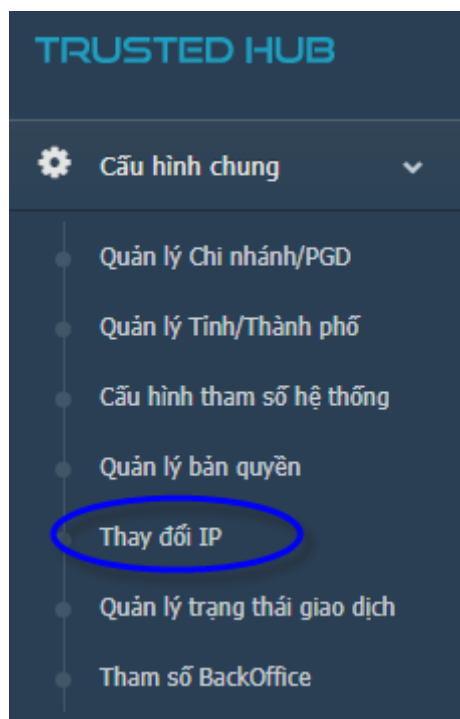 TRUSTED HUB
Cấu hình chung
Quản lý Chi nhánh/PGD
Quản lý Tỉnh/Thành phố
Cấu hình tham số hệ thống
Quản lý bản quyền
Thay đổi IP
Quản lý trạng thái giao dịch
Tham số BackOffice